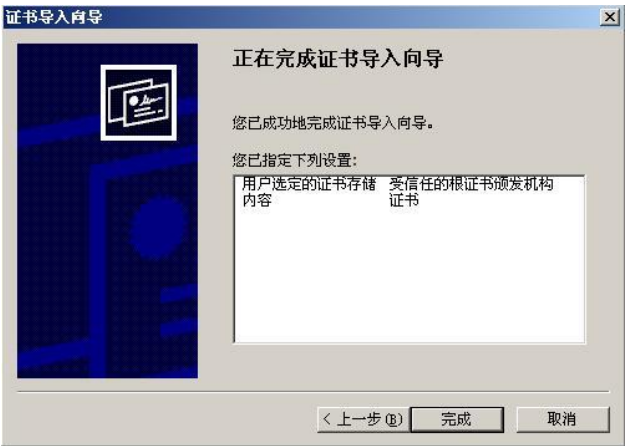 证书导入向导
正在完成证书导入向导
您已成功地完成证书导入向导。
您已指定下列设置:
用户选定的证书存储 受信任的根证书颁发机构
内容 证书
< 上一步(B) 完成 取消